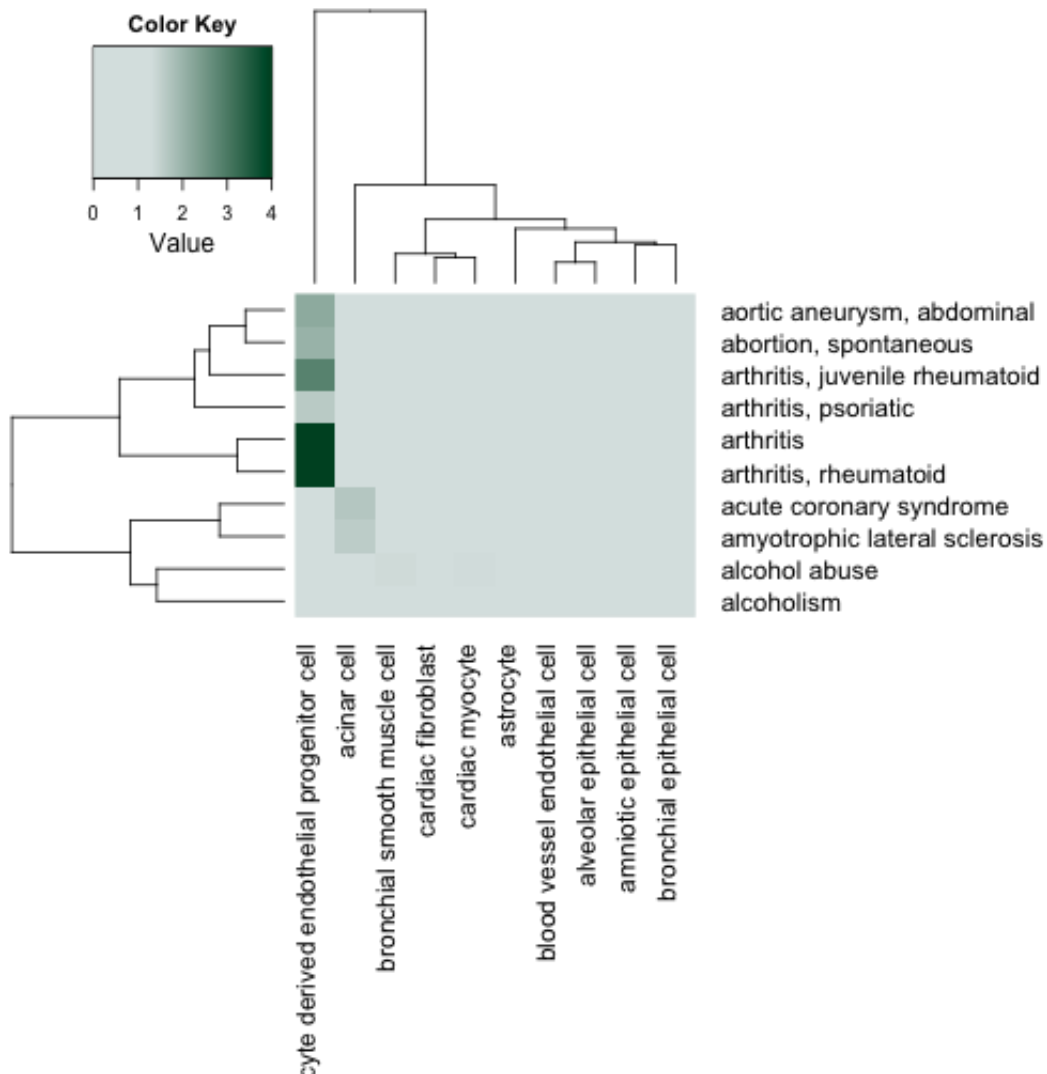 Color Key
0 1 2 3 4
Value
aortic aneurysm, abdominal
abortion, spontaneous
arthritis, juvenile rheumatoid
arthritis, psoriatic
arthritis
arthritis, rheumatoid
acute coronary syndrome
amyotrophic lateral sclerosis
alcohol abuse
alcoholism
cyte derived endothelial progenitor cell
acinar cell
bronchial smooth muscle cell
cardiac fibroblast
cardiac myocyte
astrocyte
blood vessel endothelial cell
alveolar epithelial cell
amniotic epithelial cell
bronchial epithelial cell